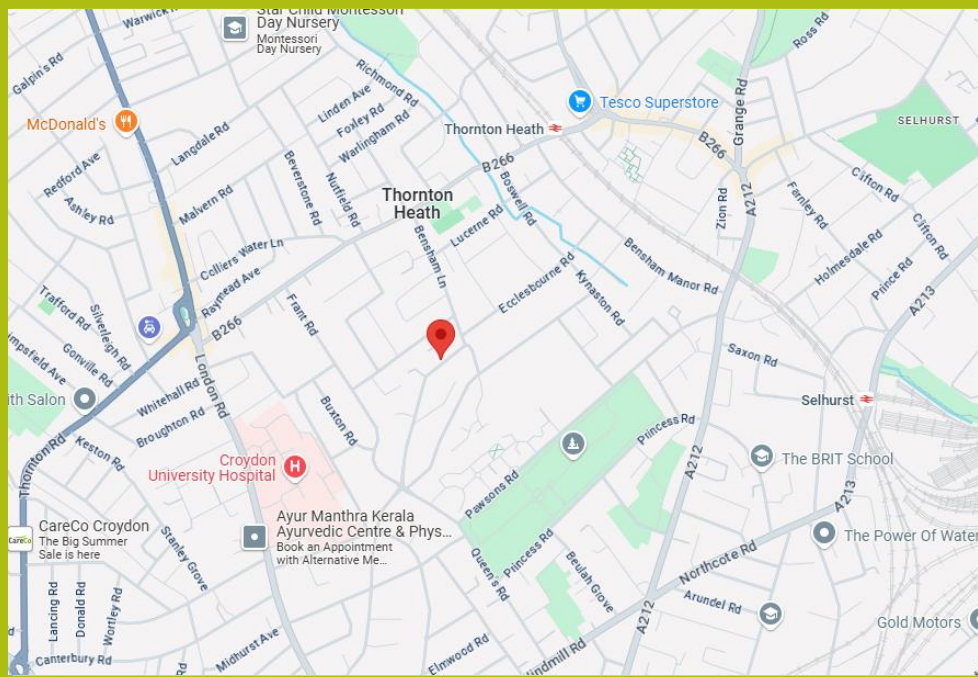 Star Child Montessori
Day Nursery
Montessori
Day Nursery
Warwick
Galpin's Rd
Ross Rd
Richmond Rd
Linden Ave
Foxley Rd
Warlingham Rd
Tesco Superstore
McDonald's
Langdale Rd
Thornton Heath
B266
Grange Rd
SELHURST
Redford Ave
Ashley Rd
Beverstone Rd
Nutfield Rd
B266
Malvern Rd
Thornton
Heath
Boswell Rd
Zion Rd
A212
Farnley Rd
Clifton Rd
Clifton Rd
Colliers Water Ln
Bensham Ln
Lucerne Rd
Bensham Manor Rd
Holmesdale Rd
Prince Rd
Raymead Ave
Trafford Rd
Silverleigh Rd
Frant Rd
Ecclesbourne Rd
Kynaston Rd
A213
B266
Gonville Rd
umpsfield Ave
London Rd
Saxon Rd
ith Salon
Whitehall Rd
Broughton Rd
Buxton Rd
Selhurst
Thornton Rd
Keston Rd
Princess Rd
Croydon
University Hospital
A212
The BRIT School
Pawsons Rd
A213
CareCo Croydon
The Big Summer
Sale is here
CareCo
Stanley Grove
Ayur Manthra Kerala
Ayurvedic Centre & Phys...
Book an Appointment
with Alternative Me...
The Power Of Water
Queen's Rd
Princess Rd
Beulah Grove
Northcote Rd
Lancing Rd
Donald Rd
Wortley Rd
A212
Arundel Rd
Gold Motors
Midhurst Ave
Elmwood Rd
indmill Rd
Canterbury Rd
Rd